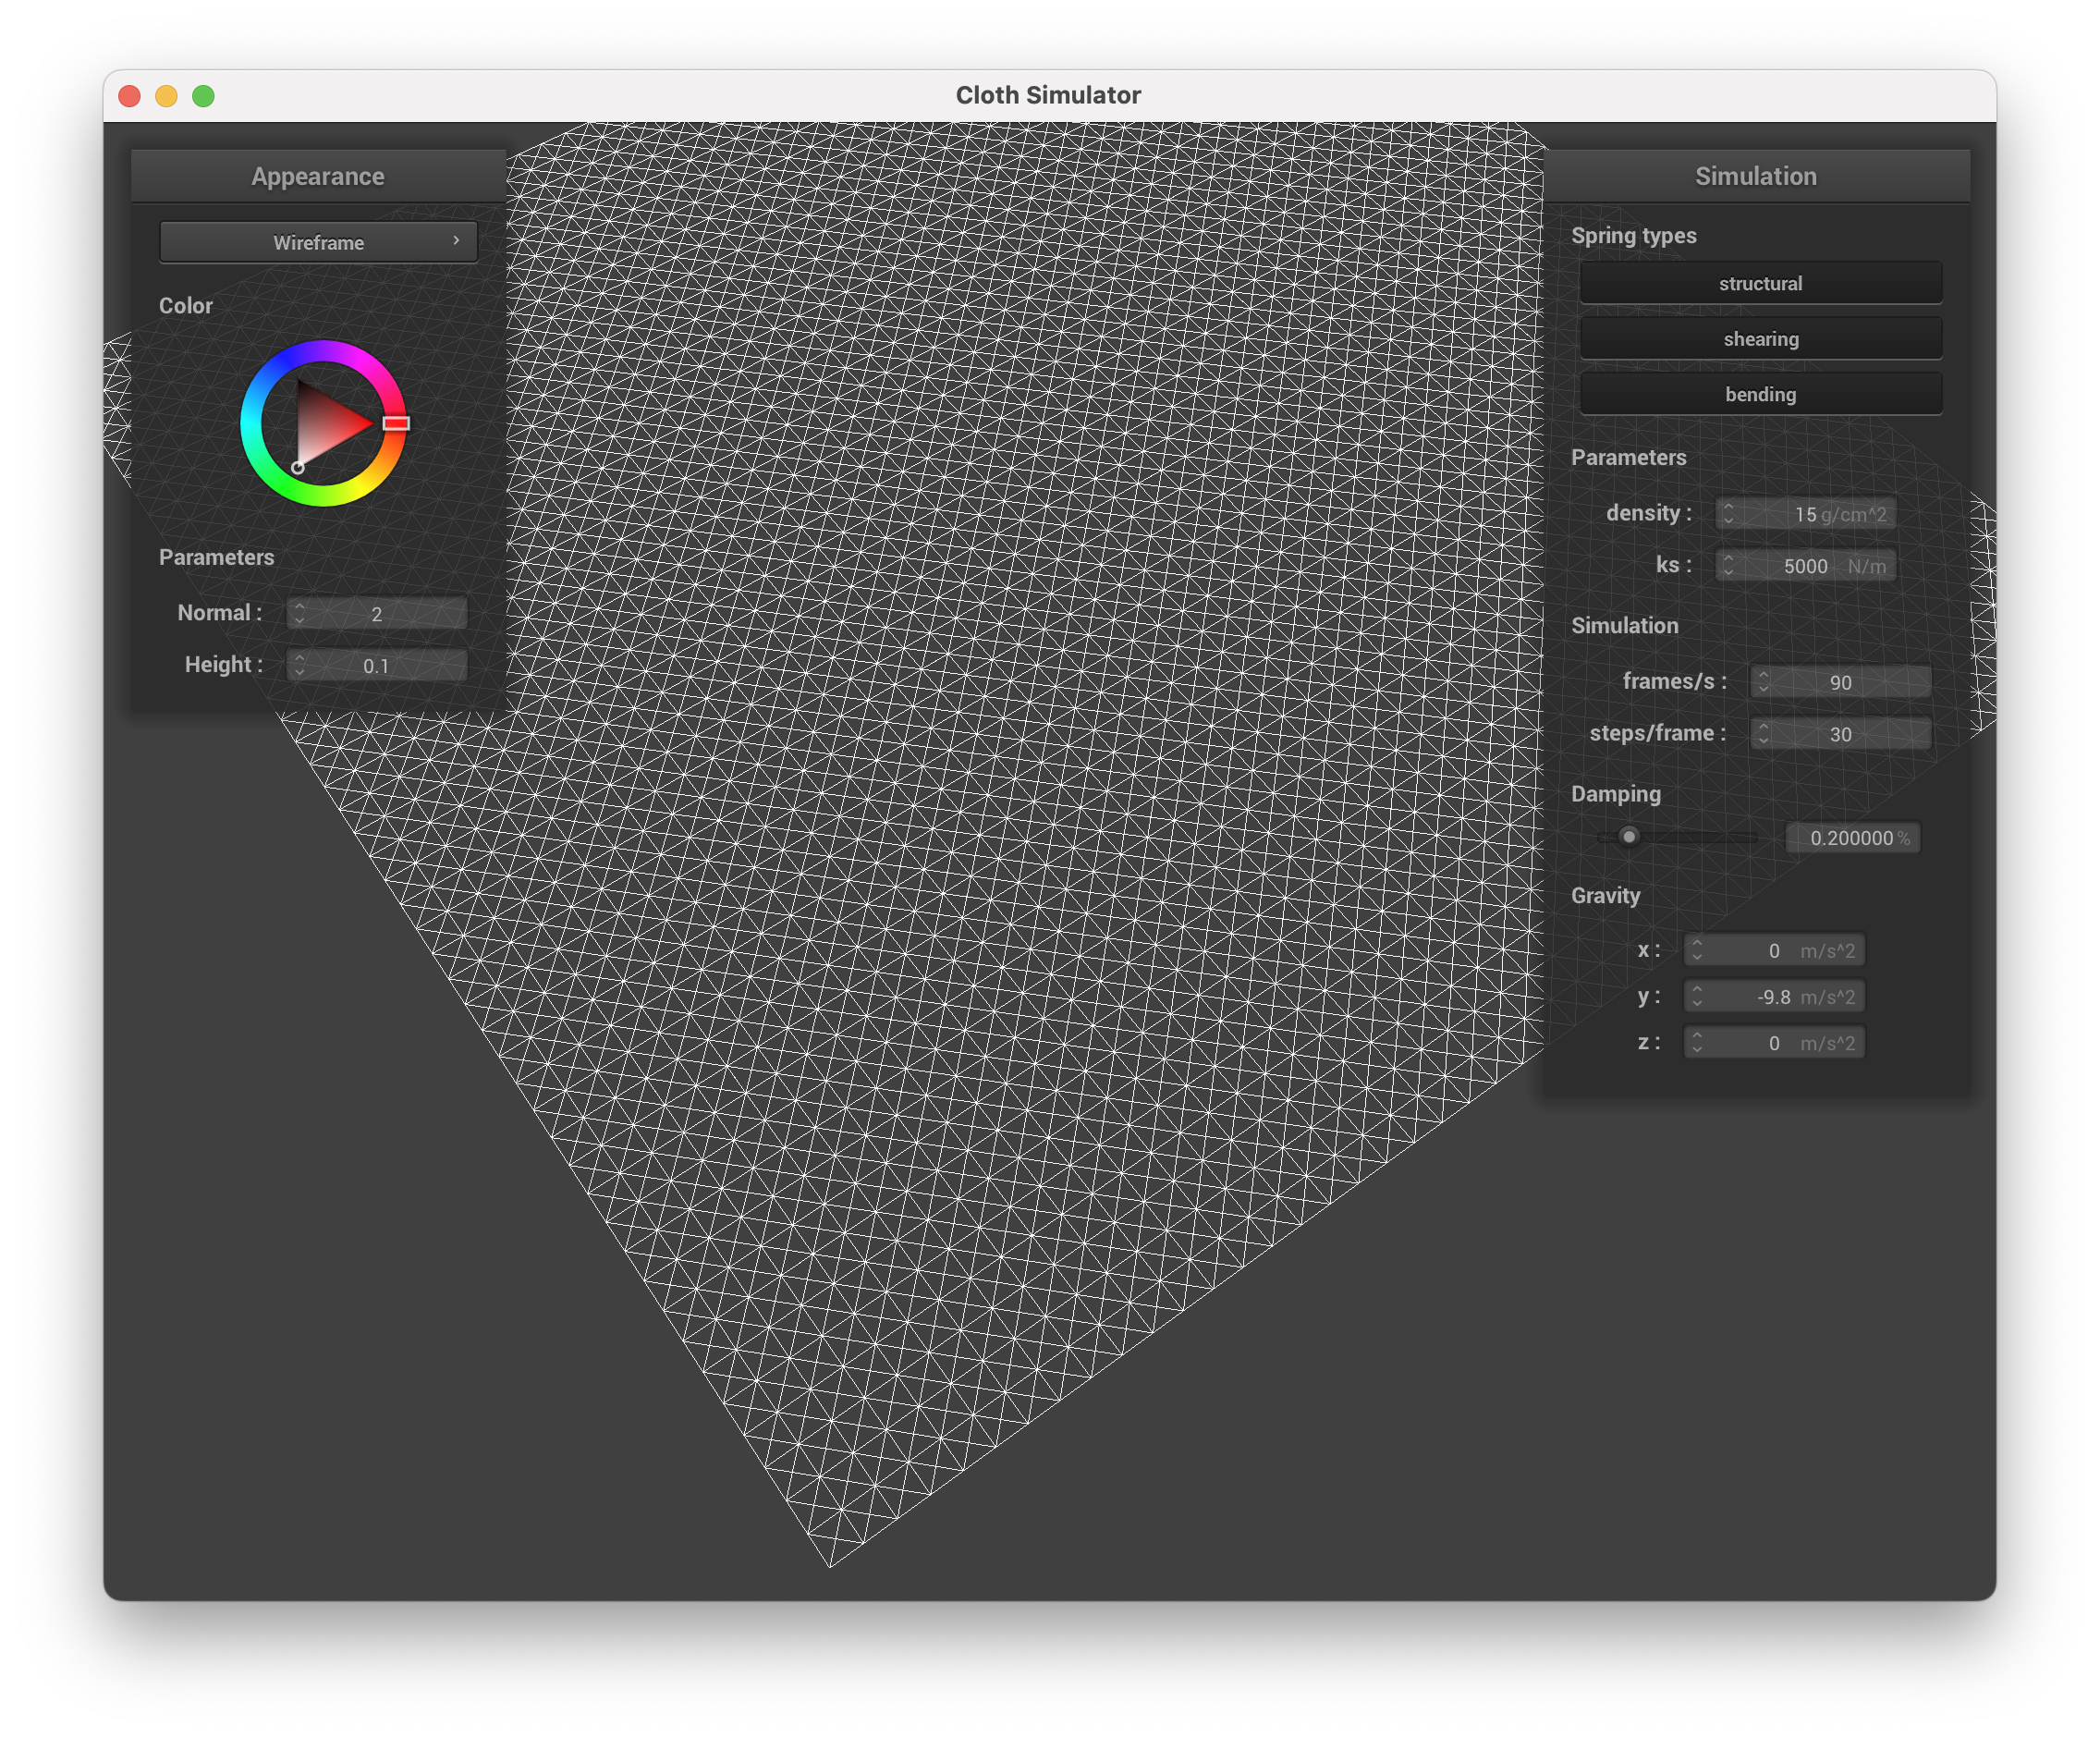 Cloth Simulator
Appearance
Wireframe
Color
Parameters
Normal : 2
Height : 0.1
Simulation
Spring types
structural
shearing
bending
Parameters
density : 15 g/cm^2
ks : 5000 N/m
Simulation
frames/s : 90
steps/frame : 30
Damping
0.200000 %
Gravity
x : 0 m/s^2
y : -9.8 m/s^2
z : 0 m/s^2